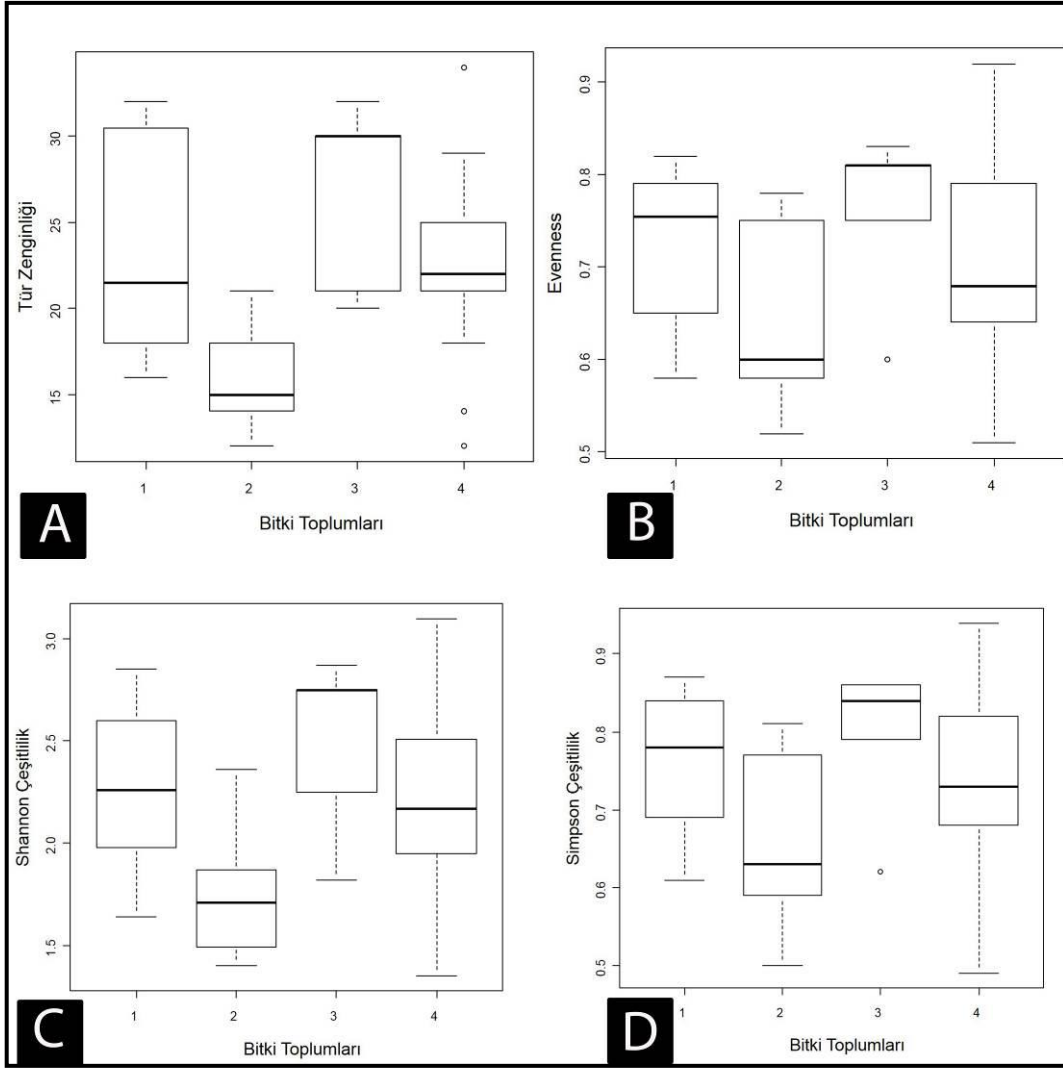 Tür Zenginliği
30
25
20
15
1 2 3 4
Bitki Toplumları
A
Evenness
0.9
0.8
0.7
0.6
0.5
1 2 3 4
Bitki Toplumları
B
Shannon Çeşitlilik
3.0
2.5
2.0
1.5
1 2 3 4
Bitki Toplumları
C
Simpson Çeşitlilik
0.9
0.8
0.7
0.6
0.5
1 2 3 4
Bitki Toplumları
D